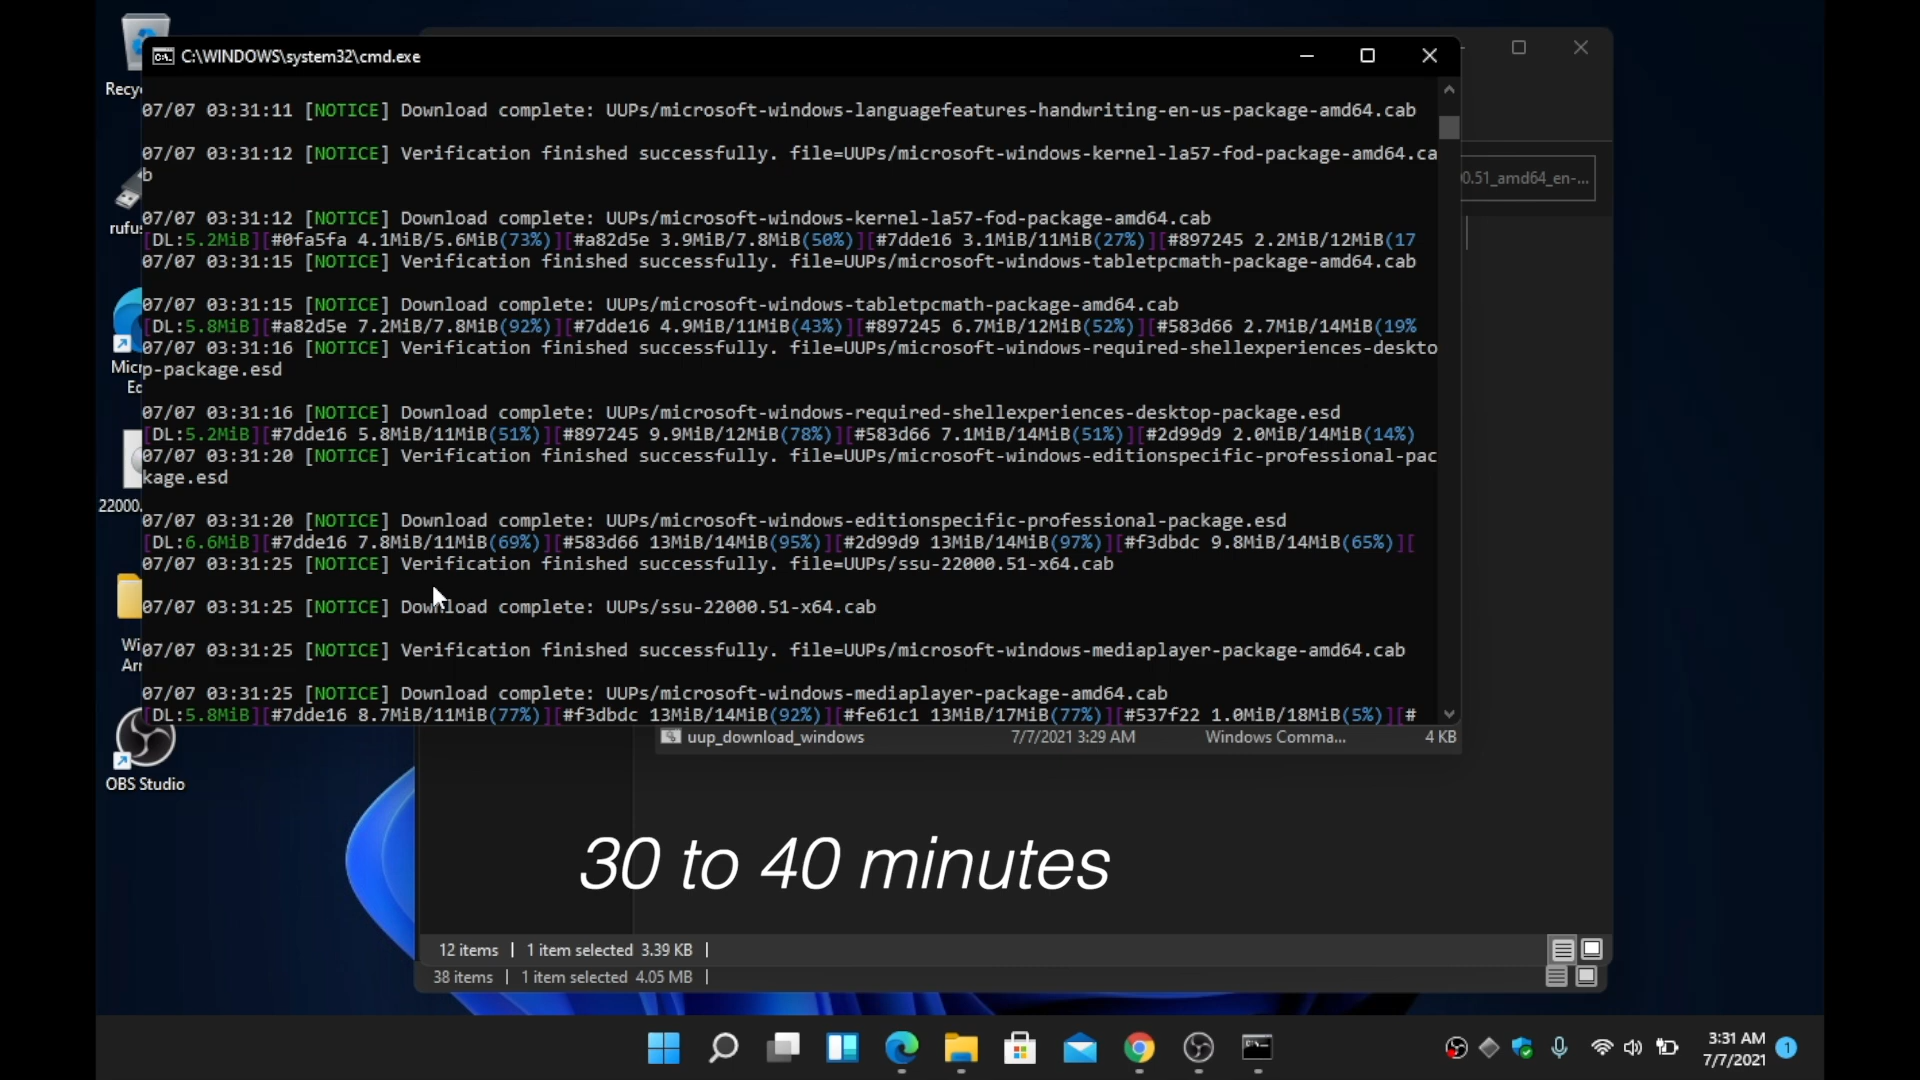 C:\WINDOWS\system32\cmd.exe
07/07 03:31:11 [NOTICE] Download complete: UUPs/microsoft-windows-languagefeatures-handwriting-en-us-package-amd64.cab
07/07 03:31:12 [NOTICE] Verification finished successfully. file=UUPs/microsoft-windows-kernel-la57-fod-package-amd64.ca
b
07/07 03:31:12 [NOTICE] Download complete: UUPs/microsoft-windows-kernel-la57-fod-package-amd64.cab
[DL:5.2MiB][#0fa5fa 4.1MiB/5.6MiB(73%)][#a82d5e 3.9MiB/7.8MiB(50%)][#7dde16 3.1MiB/11MiB(27%)][#897245 2.2MiB/12MiB(17
07/07 03:31:15 [NOTICE] Verification finished successfully. file=UUPs/microsoft-windows-tabletpcmath-package-amd64.cab
07/07 03:31:15 [NOTICE] Download complete: UUPs/microsoft-windows-tabletpcmath-package-amd64.cab
[DL:5.8MiB][#a82d5e 7.2MiB/7.8MiB(92%)][#7dde16 4.9MiB/11MiB(43%)][#897245 6.7MiB/12MiB(52%)][#583d66 2.7MiB/14MiB(19%
07/07 03:31:16 [NOTICE] Verification finished successfully. file=UUPs/microsoft-windows-required-shellexperiences-deskto
p-package.esd
07/07 03:31:16 [NOTICE] Download complete: UUPs/microsoft-windows-required-shellexperiences-desktop-package.esd
[DL:5.2MiB][#7dde16 5.8MiB/11MiB(51%)][#897245 9.9MiB/12MiB(78%)][#583d66 7.1MiB/14MiB(51%)][#2d99d9 2.0MiB/14MiB(14%)
07/07 03:31:20 [NOTICE] Verification finished successfully. file=UUPs/microsoft-windows-editionspecific-professional-pac
kage.esd
07/07 03:31:20 [NOTICE] Download complete: UUPs/microsoft-windows-editionspecific-professional-package.esd
[DL:6.6MiB][#7dde16 7.8MiB/11MiB(69%)][#583d66 13MiB/14MiB(95%)][#2d99d9 13MiB/14MiB(97%)][#f3dbdc 9.8MiB/14MiB(65%)][
07/07 03:31:25 [NOTICE] Verification finished successfully. file=UUPs/ssu-22000.51-x64.cab
07/07 03:31:25 [NOTICE] Download complete: UUPs/ssu-22000.51-x64.cab
07/07 03:31:25 [NOTICE] Verification finished successfully. file=UUPs/microsoft-windows-mediaplayer-package-amd64.cab
07/07 03:31:25 [NOTICE] Download complete: UUPs/microsoft-windows-mediaplayer-package-amd64.cab
[DL:5.8MiB][#7dde16 8.7MiB/11MiB(77%)][#f3dbdc 13MiB/14MiB(92%)][#fe61c1 13MiB/17MiB(77%)][#537f22 1.0MiB/18MiB(5%)][#
Recy
rufu
Micr
Ed
22000.
Wi
Arr
OBS Studio
0.51_amd64_en-...
uup_download_windows 7/7/2021 3:29 AM Windows Comma... 4 KB
30 to 40 minutes
12 items | 1 item selected 3.39 KB |
38 items | 1 item selected 4.05 MB |
3:31 AM
7/7/2021
1